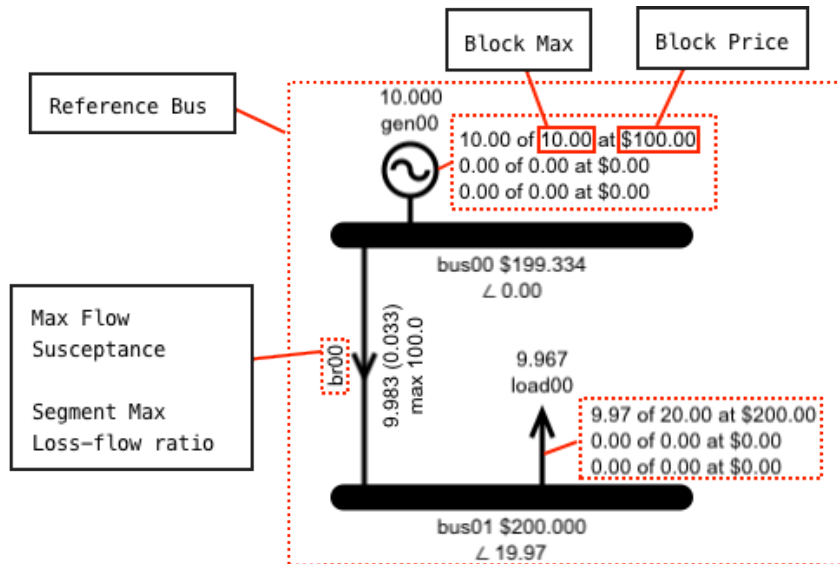 Block Max
Block Price
Reference Bus
10.000
gen00
10.00 of 10.00 at $100.00
0.00 of 0.00 at $0.00
0.00 of 0.00 at $0.00
bus00 $199.334
∠ 0.00
Max Flow
Susceptance
Segment Max
Loss-flow ratio
br00
9.983 (0.033)
max 100.0
9.967
load00
9.97 of 20.00 at $200.00
0.00 of 0.00 at $0.00
0.00 of 0.00 at $0.00
bus01 $200.000
∠ 19.97